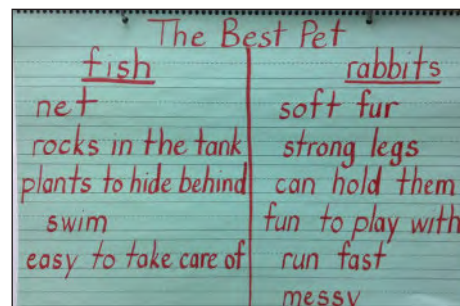 The Best Pet
fish
net
rocks in the tank
plants to hide behind
swim
easy to take care of
rabbits
soft fur
strong legs
can hold them
fun to play with
run fast
messy